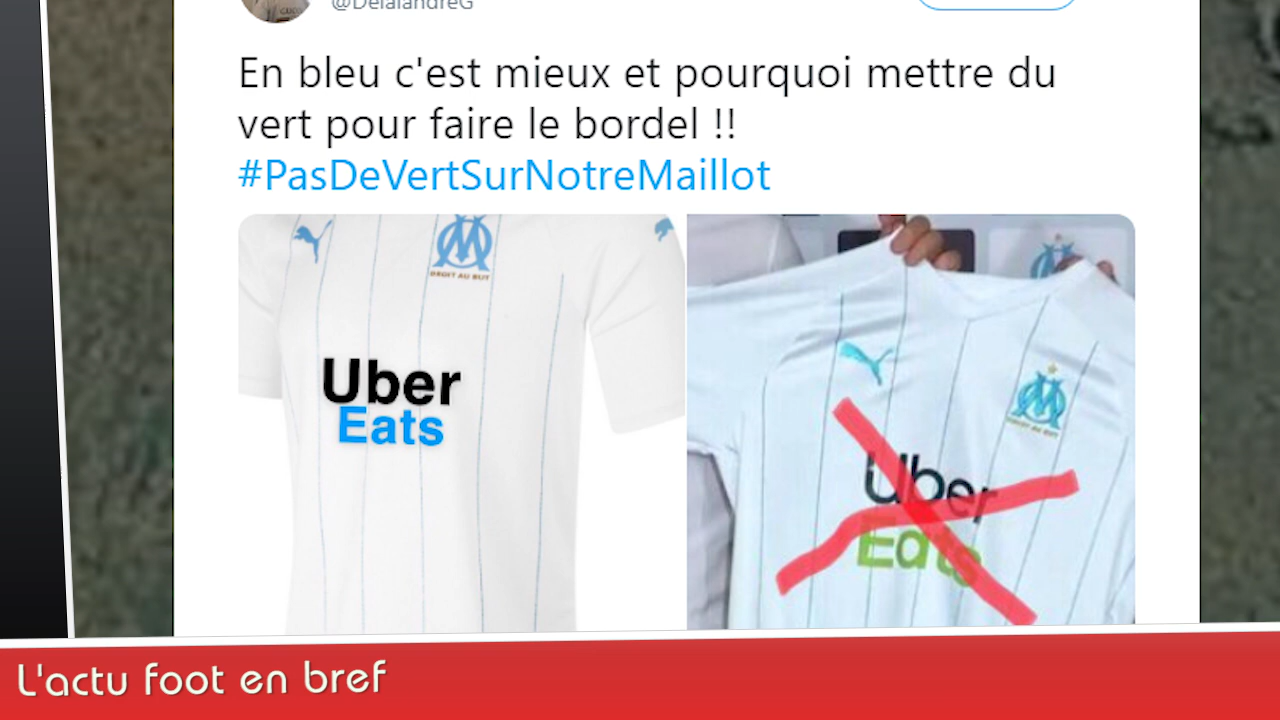 @DelalandreG
En bleu c'est mieux et pourquoi mettre du
vert pour faire le bordel !!
#PasDeVertSurNotreMaillot
DROIT AU BUT
Uber
Eats
Uber
Eats
L'actu foot en bref